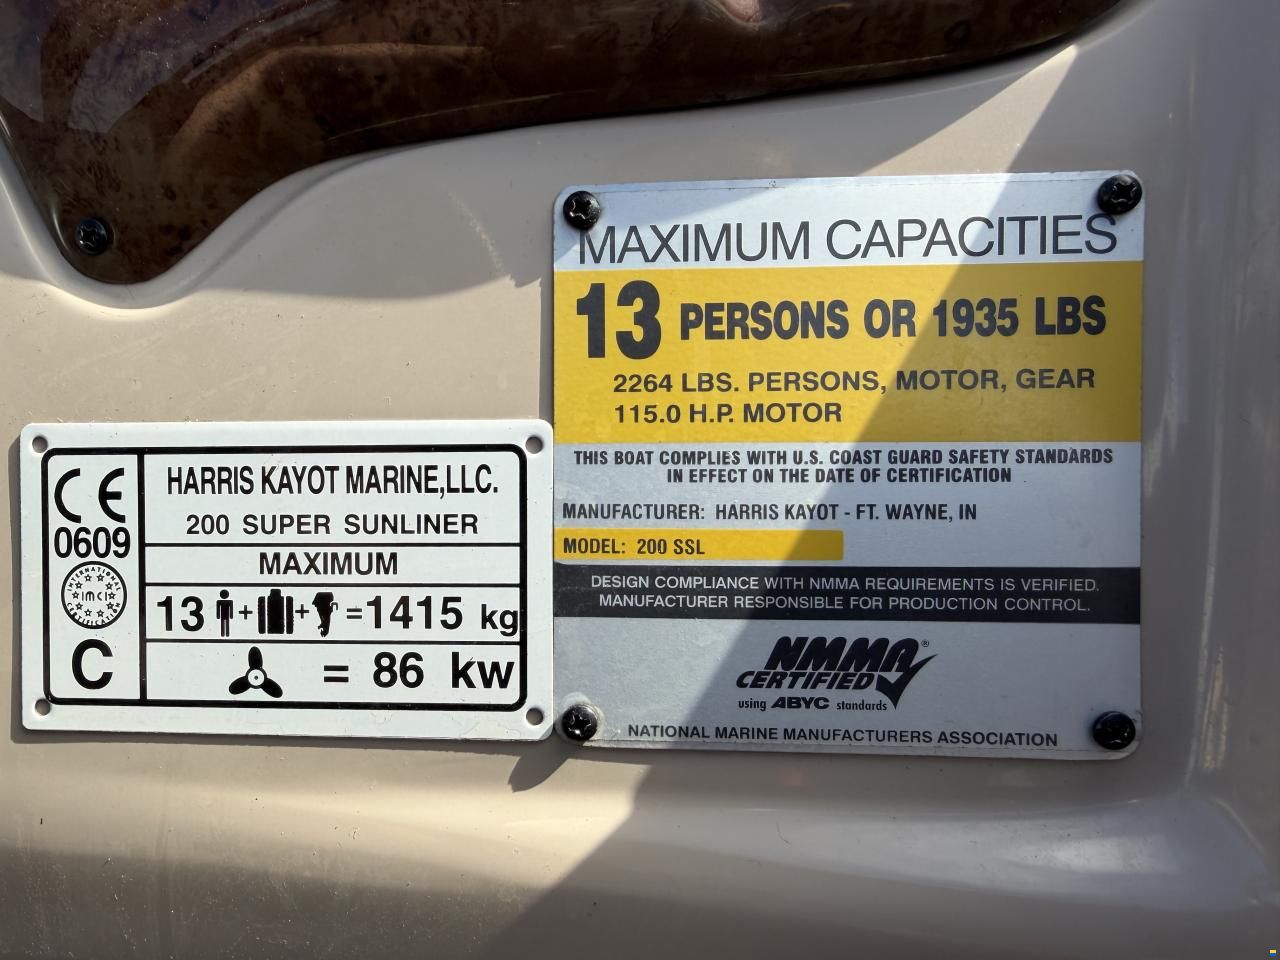 CE
0609
INTERNATIONAL
IMCI
CERTIFICATION
C
HARRIS KAYOT MARINE,LLC.
200 SUPER SUNLINER
MAXIMUM
13 + + =1415 kg
= 86 kw
MAXIMUM CAPACITIES
13 PERSONS OR 1935 LBS
2264 LBS. PERSONS, MOTOR, GEAR
115.0 H.P. MOTOR
THIS BOAT COMPLIES WITH U.S. COAST GUARD SAFETY STANDARDS
IN EFFECT ON THE DATE OF CERTIFICATION
MANUFACTURER: HARRIS KAYOT - FT. WAYNE, IN
MODEL: 200 SSL
DESIGN COMPLIANCE WITH NMMA REQUIREMENTS IS VERIFIED.
MANUFACTURER RESPONSIBLE FOR PRODUCTION CONTROL.
NMMA®
CERTIFIED
using ABYC standards
NATIONAL MARINE MANUFACTURERS ASSOCIATION